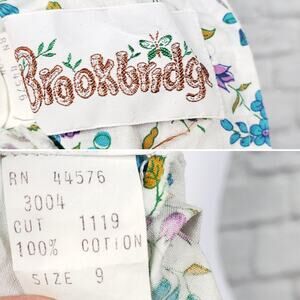 Brookbridge
RN 44576
3004
CUT 1119
100% COTTON
SIZE 9